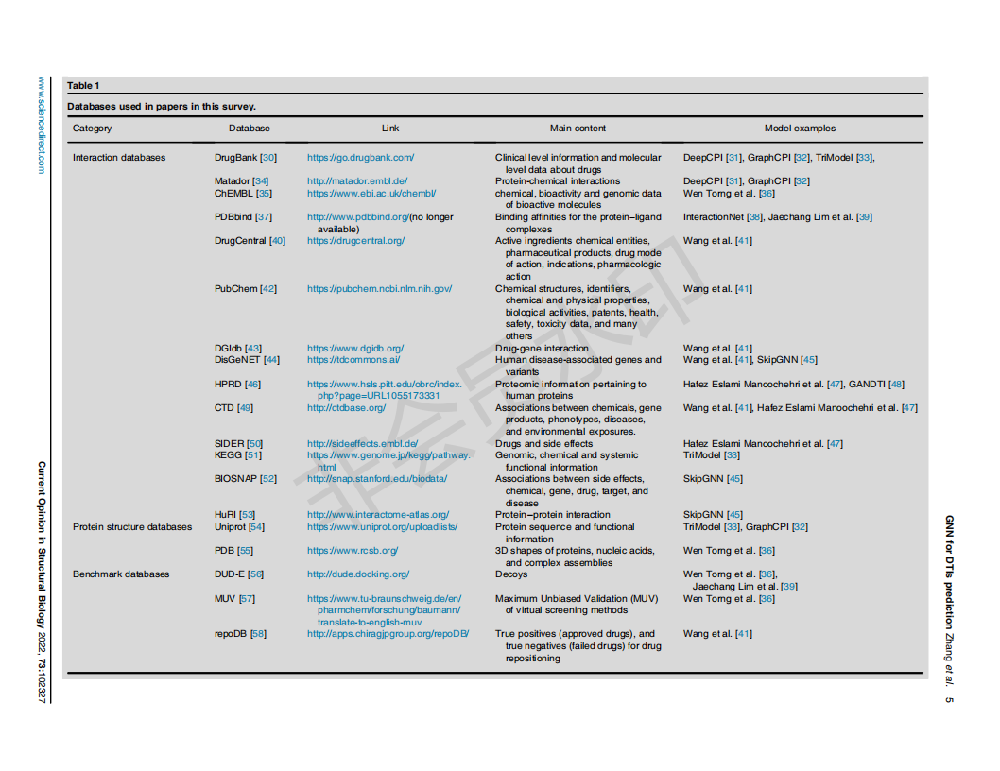 Table 1
Databases used in papers in this survey.
Category Database Link Main content Model examples
Interaction databases DrugBank [30] https://go.drugbank.com/ Clinical level information and molecular DeepCPI [31], GraphCPI [32], TriModel [33],
level data about drugs
Matador [34] http://matador.embl.de/ Protein-chemical interactions DeepCPI [31], GraphCPI [32]
ChEMBL [35] https://www.ebi.ac.uk/chembl/ chemical, bioactivity and genomic data Wen Torng et al. [36]
of bioactive molecules
PDBbind [37] http://www.pdbbind.org/(no longer Binding affinities for the protein–ligand InteractionNet [38], Jaechang Lim et al. [39]
available) complexes
DrugCentral [40] https://drugcentral.org/ Active ingredients chemical entities, Wang et al. [41]
pharmaceutical products, drug mode
of action, indications, pharmacologic
action
PubChem [42] https://pubchem.ncbi.nlm.nih.gov/ Chemical structures, identifiers, Wang et al. [41]
chemical and physical properties,
biological activities, patents, health,
safety, toxicity data, and many
others
DGIdb [43] https://www.dgidb.org/ Drug-gene interaction Wang et al. [41]
DisGeNET [44] https://tdcommons.ai/ Human disease-associated genes and Wang et al. [41], SkipGNN [45]
variants
HPRD [46] https://www.hsls.pitt.edu/obrc/index. Proteomic information pertaining to Hafez Eslami Manoochehri et al. [47], GANDTI [48]
php?page=URL1055173331 human proteins
CTD [49] http://ctdbase.org/ Associations between chemicals, gene Wang et al. [41], Hafez Eslami Manoochehri et al. [47]
products, phenotypes, diseases,
and environmental exposures.
SIDER [50] http://sideeffects.embl.de/ Drugs and side effects Hafez Eslami Manoochehri et al. [47]
KEGG [51] https://www.genome.jp/kegg/pathway. Genomic, chemical and systemic TriModel [33]
html functional information
BIOSNAP [52] http://snap.stanford.edu/biodata/ Associations between side effects, SkipGNN [45]
chemical, gene, drug, target, and
disease
HuRI [53] http://www.interactome-atlas.org/ Protein–protein interaction SkipGNN [45]
Protein structure databases Uniprot [54] https://www.uniprot.org/uploadlists/ Protein sequence and functional TriModel [33], GraphCPI [32]
information
PDB [55] https://www.rcsb.org/ 3D shapes of proteins, nucleic acids, Wen Torng et al. [36]
and complex assemblies
Benchmark databases DUD-E [56] http://dude.docking.org/ Decoys Wen Torng et al. [36],
Jaechang Lim et al. [39]
MUV [57] https://www.tu-braunschweig.de/en/ Maximum Unbiased Validation (MUV) Wen Torng et al. [36]
pharmchem/forschung/baumann/ of virtual screening methods
translate-to-english-muv
repoDB [58] http://apps.chiragjpgroup.org/repoDB/ True positives (approved drugs), and Wang et al. [41]
true negatives (failed drugs) for drug
repositioning
非会员水印
www.sciencedirect.com
Current Opinion in Structural Biology 2022, 73:102327
GNN for DTIs prediction Zhang et al. 5